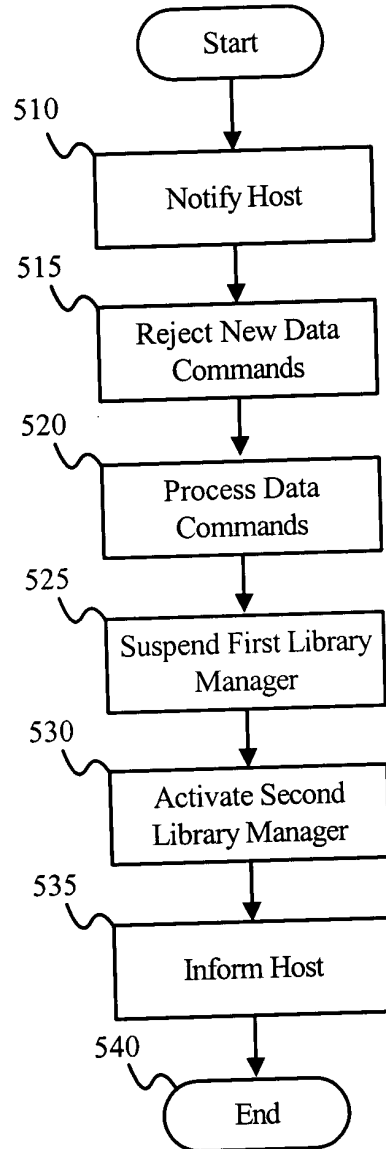 Start
510
Notify Host
515
Reject New Data
Commands
520
Process Data
Commands
525
Suspend First Library
Manager
530
Activate Second
Library Manager
535
Inform Host
540
End